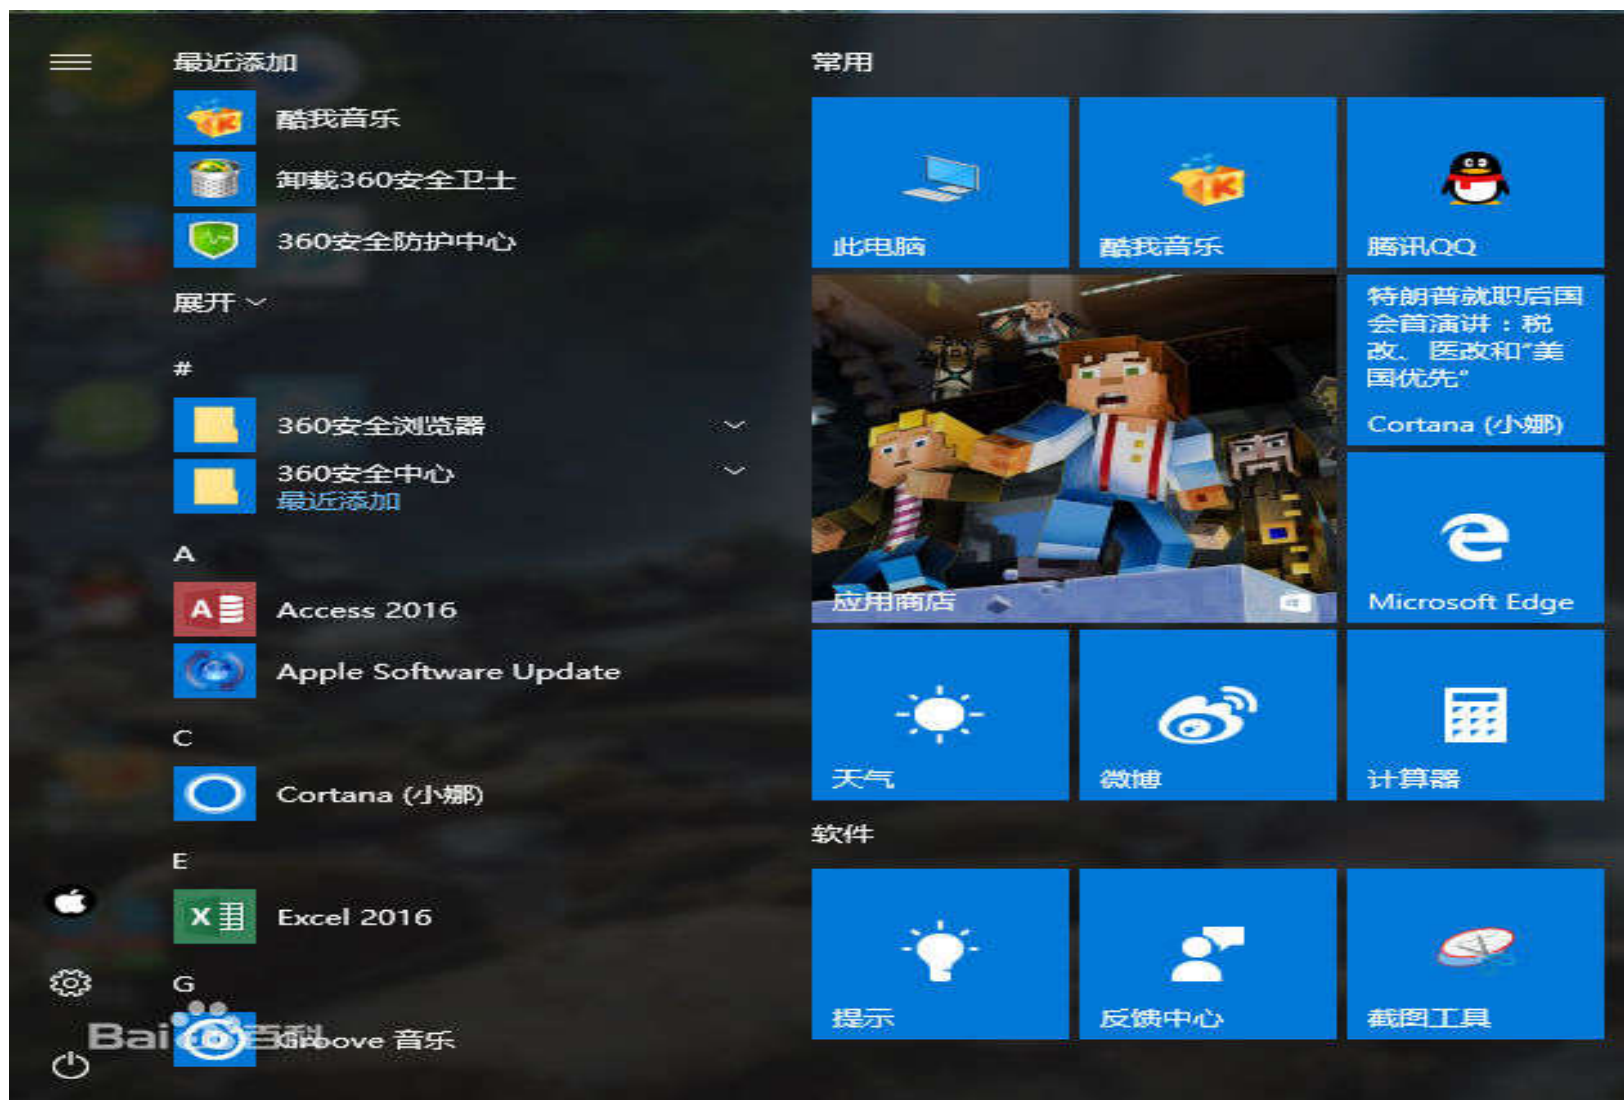 最近添加
酷我音乐
卸载360安全卫士
360安全防护中心
展开
#
360安全浏览器
360安全中心
最近添加
A
Access 2016
Apple Software Update
C
Cortana (小娜)
E
Excel 2016
G
Groove 音乐
Bai 百科
常用
此电脑
酷我音乐
腾讯QQ
特朗普就职后国
会首演讲：税
改、医改和"美
国优先"
Cortana (小娜)
应用商店
Microsoft Edge
天气
微博
计算器
软件
提示
反馈中心
截图工具